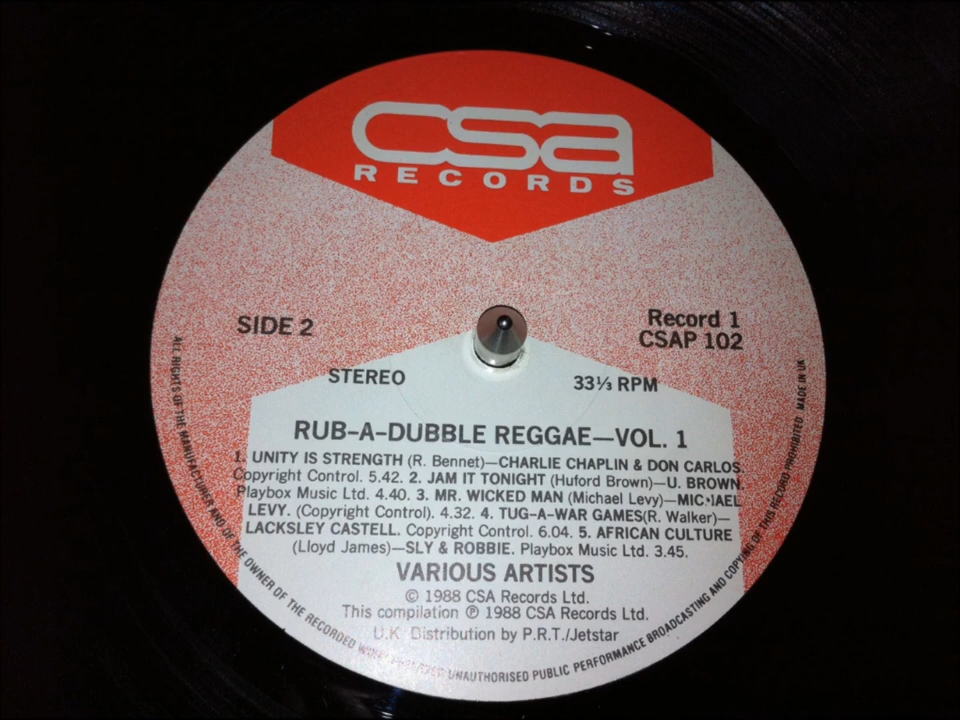 csa
RECORDS
SIDE 2
Record 1
CSAP 102
STEREO
33⅓ RPM
RUB-A-DUBBLE REGGAE—VOL. 1
1. UNITY IS STRENGTH (R. Bennet)—CHARLIE CHAPLIN & DON CARLOS.
Copyright Control. 5.42. 2. JAM IT TONIGHT (Huford Brown)—U. BROWN.
Playbox Music Ltd. 4.40. 3. MR. WICKED MAN (Michael Levy)—MICHAEL
LEVY. (Copyright Control). 4.32. 4. TUG-A-WAR GAMES(R. Walker)—
LACKSLEY CASTELL. Copyright Control. 6.04. 5. AFRICAN CULTURE
(Lloyd James)—SLY & ROBBIE. Playbox Music Ltd. 3.45.
VARIOUS ARTISTS
© 1988 CSA Records Ltd.
This compilation ℗ 1988 CSA Records Ltd.
U.K. Distribution by P.R.T./Jetstar
ALL RIGHTS OF THE MANUFACTURER AND OF THE OWNER OF THE RECORDED UNAUTHORISED PUBLIC PERFORMANCE BROADCASTING AND COPYING OF THIS RECORD PROHIBITED MADE IN UK